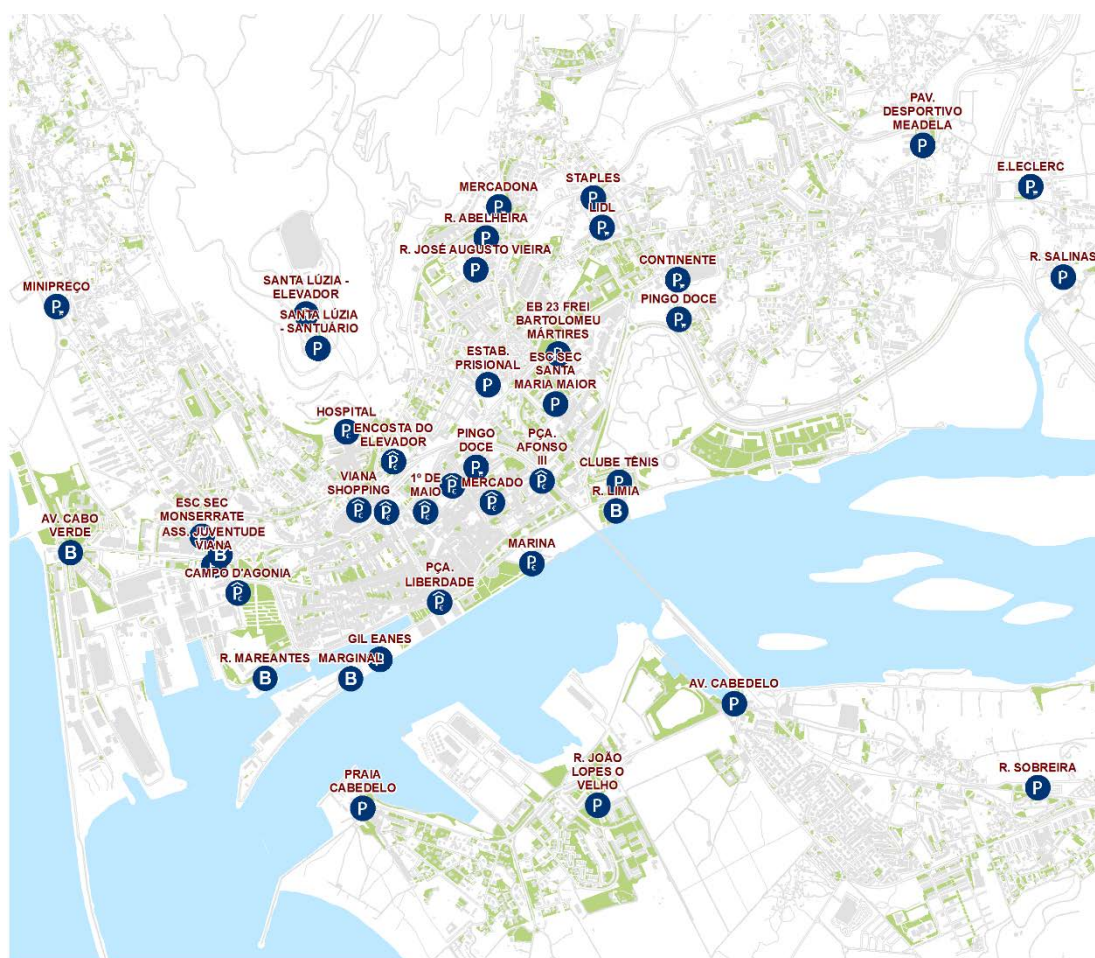 PAV.
DESPORTIVO
MEADELA
E.LECLERC
MERCADONA
STAPLES
R. ABELHEIRA
LIDL
R. JOSÉ AUGUSTO VIEIRA
CONTINENTE
R. SALINAS
MINIPREÇO
SANTA LÚZIA -
ELEVADOR
SANTA LÚZIA
- SANTUÁRIO
PINGO DOCE
EB 23 FREI
BARTOLOMEU
MÁRTIRES
ESTAB.
PRISIONAL
ESC SEC
SANTA
MARIA MAIOR
HOSPITAL
ENCOSTA DO
ELEVADOR
PINGO
DOCE
PÇA.
AFONSO
III
CLUBE TÊNIS
VIANA
SHOPPING
1º DE
MAIO
MERCADO
R. LIMIA
ESC SEC
MONSERRATE
AV. CABO
VERDE
ASS. JUVENTUDE
VIANA
MARINA
CAMPO D'AGONIA
PÇA.
LIBERDADE
GIL EANES
R. MAREANTES
MARGINAL
AV. CABEDELO
PRAIA
CABEDELO
R. JOÃO
LOPES O
VELHO
R. SOBREIRA